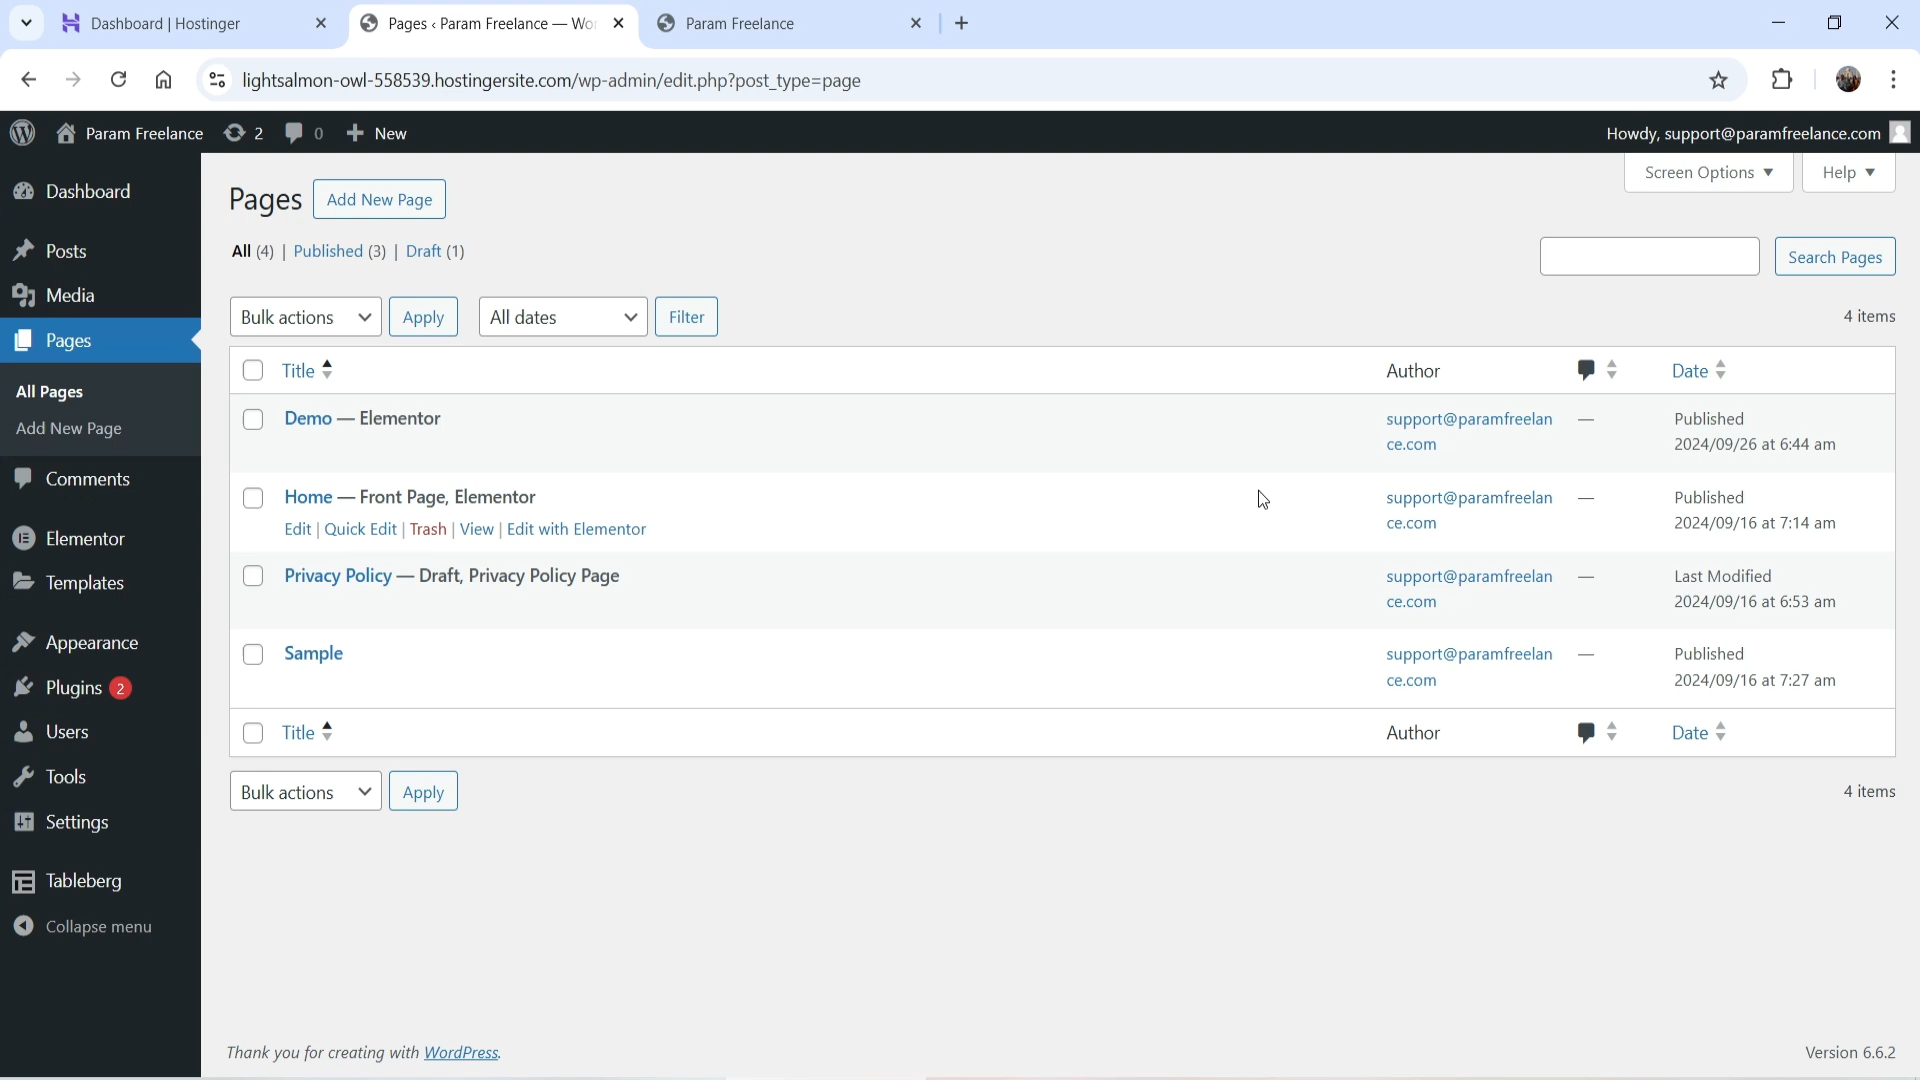 Dashboard | Hostinger
Pages ‹ Param Freelance — Wo
Param Freelance
lightsalmon-owl-558539.hostingersite.com/wp-admin/edit.php?post_type=page
Param Freelance 2 0 New
Howdy, support@paramfreelance.com
Dashboard
Posts
Media
Pages
All Pages
Add New Page
Comments
Elementor
Templates
Appearance
Plugins 2
Users
Tools
Settings
Tableberg
Collapse menu
Screen Options Help
Pages Add New Page
All (4) | Published (3) | Draft (1)
Search Pages
Bulk actions Apply All dates Filter 4 items
Title Author Date
Demo — Elementor support@paramfreelan — Published
ce.com 2024/09/26 at 6:44 am
Home — Front Page, Elementor support@paramfreelan — Published
Edit | Quick Edit | Trash | View | Edit with Elementor ce.com 2024/09/16 at 7:14 am
Privacy Policy — Draft, Privacy Policy Page support@paramfreelan — Last Modified
ce.com 2024/09/16 at 6:53 am
Sample support@paramfreelan — Published
ce.com 2024/09/16 at 7:27 am
Title Author Date
Bulk actions Apply 4 items
Thank you for creating with WordPress. Version 6.6.2